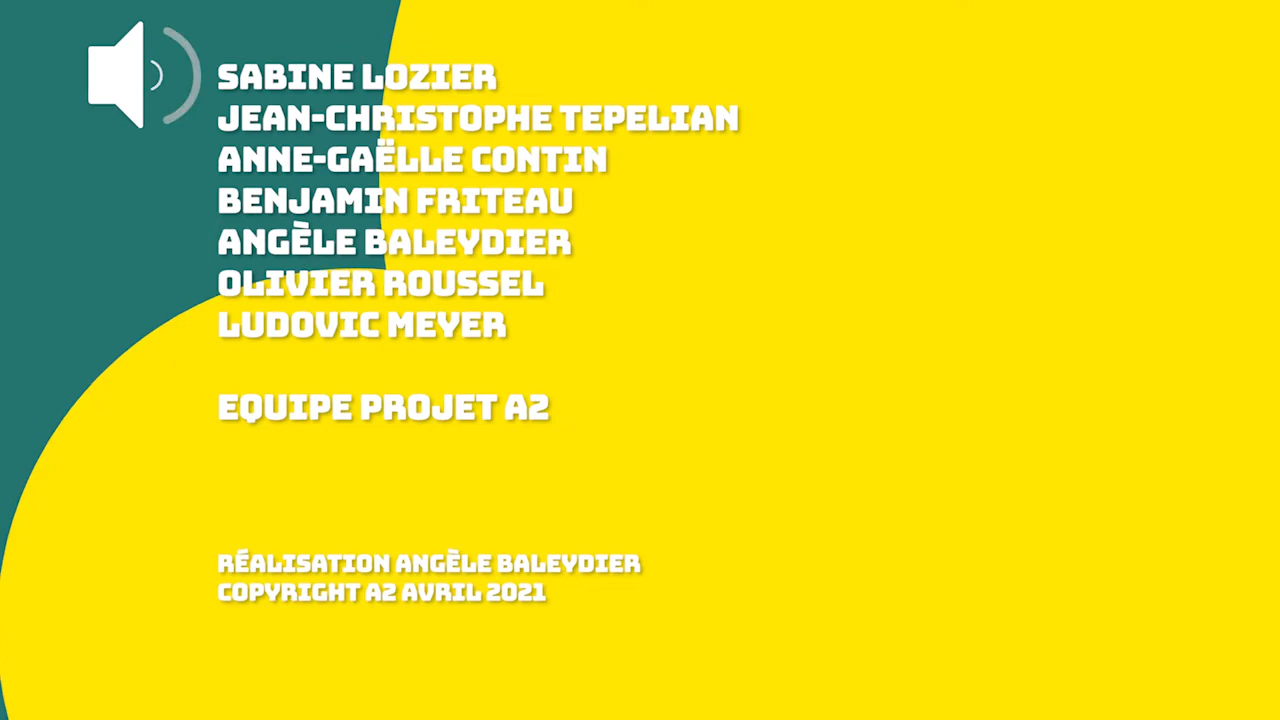 SABINE LOZIER
JEAN-CHRISTOPHE TEPELIAN
ANNE-GAËLLE CONTIN
BENJAMIN FRITEAU
ANGÈLE BALEYDIER
OLIVIER ROUSSEL
LUDOVIC MEYER
EQUIPE PROJET A2
RÉALISATION ANGÈLE BALEYDIER
COPYRIGHT A2 AVRIL 2021